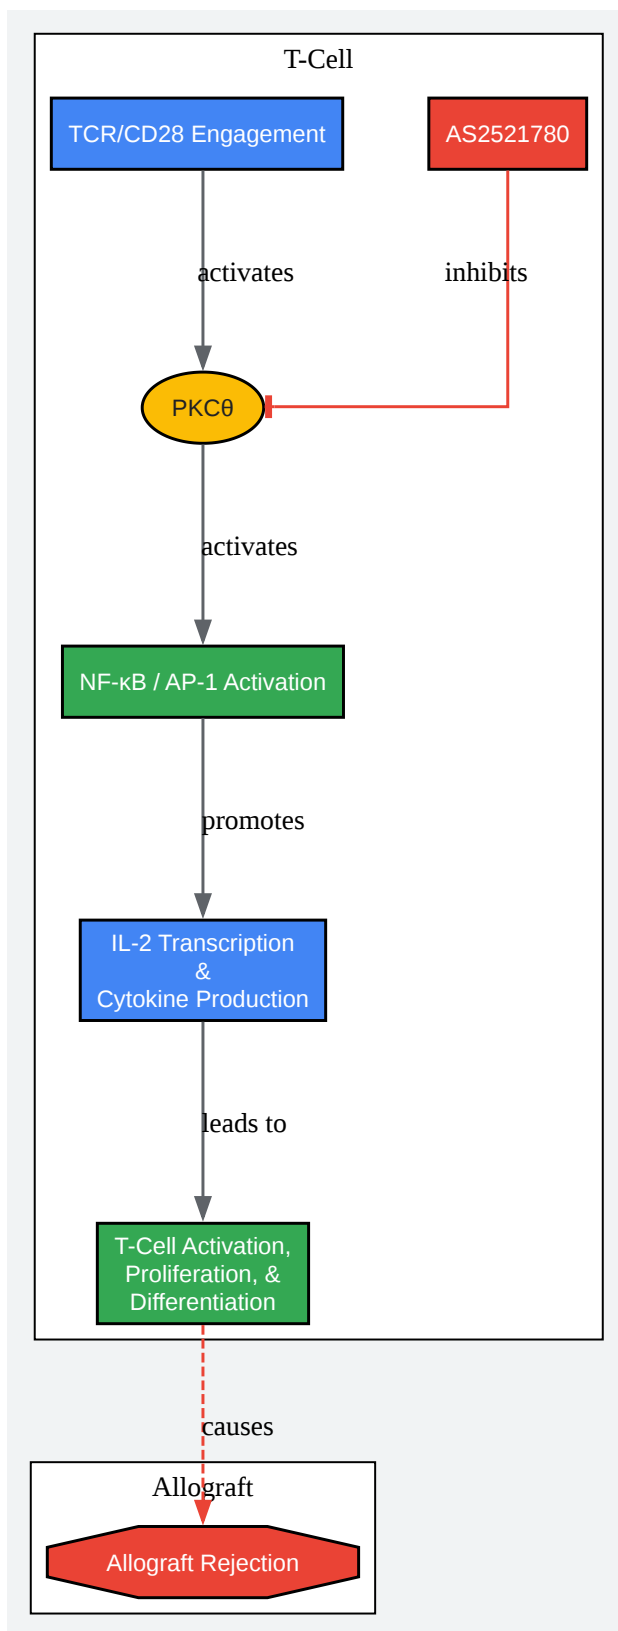 T-Cell
TCR/CD28 Engagement
AS2521780
activates
inhibits
PKCθ
activates
NF-κB / AP-1 Activation
promotes
IL-2 Transcription
&
Cytokine Production
leads to
T-Cell Activation,
Proliferation, &
Differentiation
causes
Allograft
Allograft Rejection